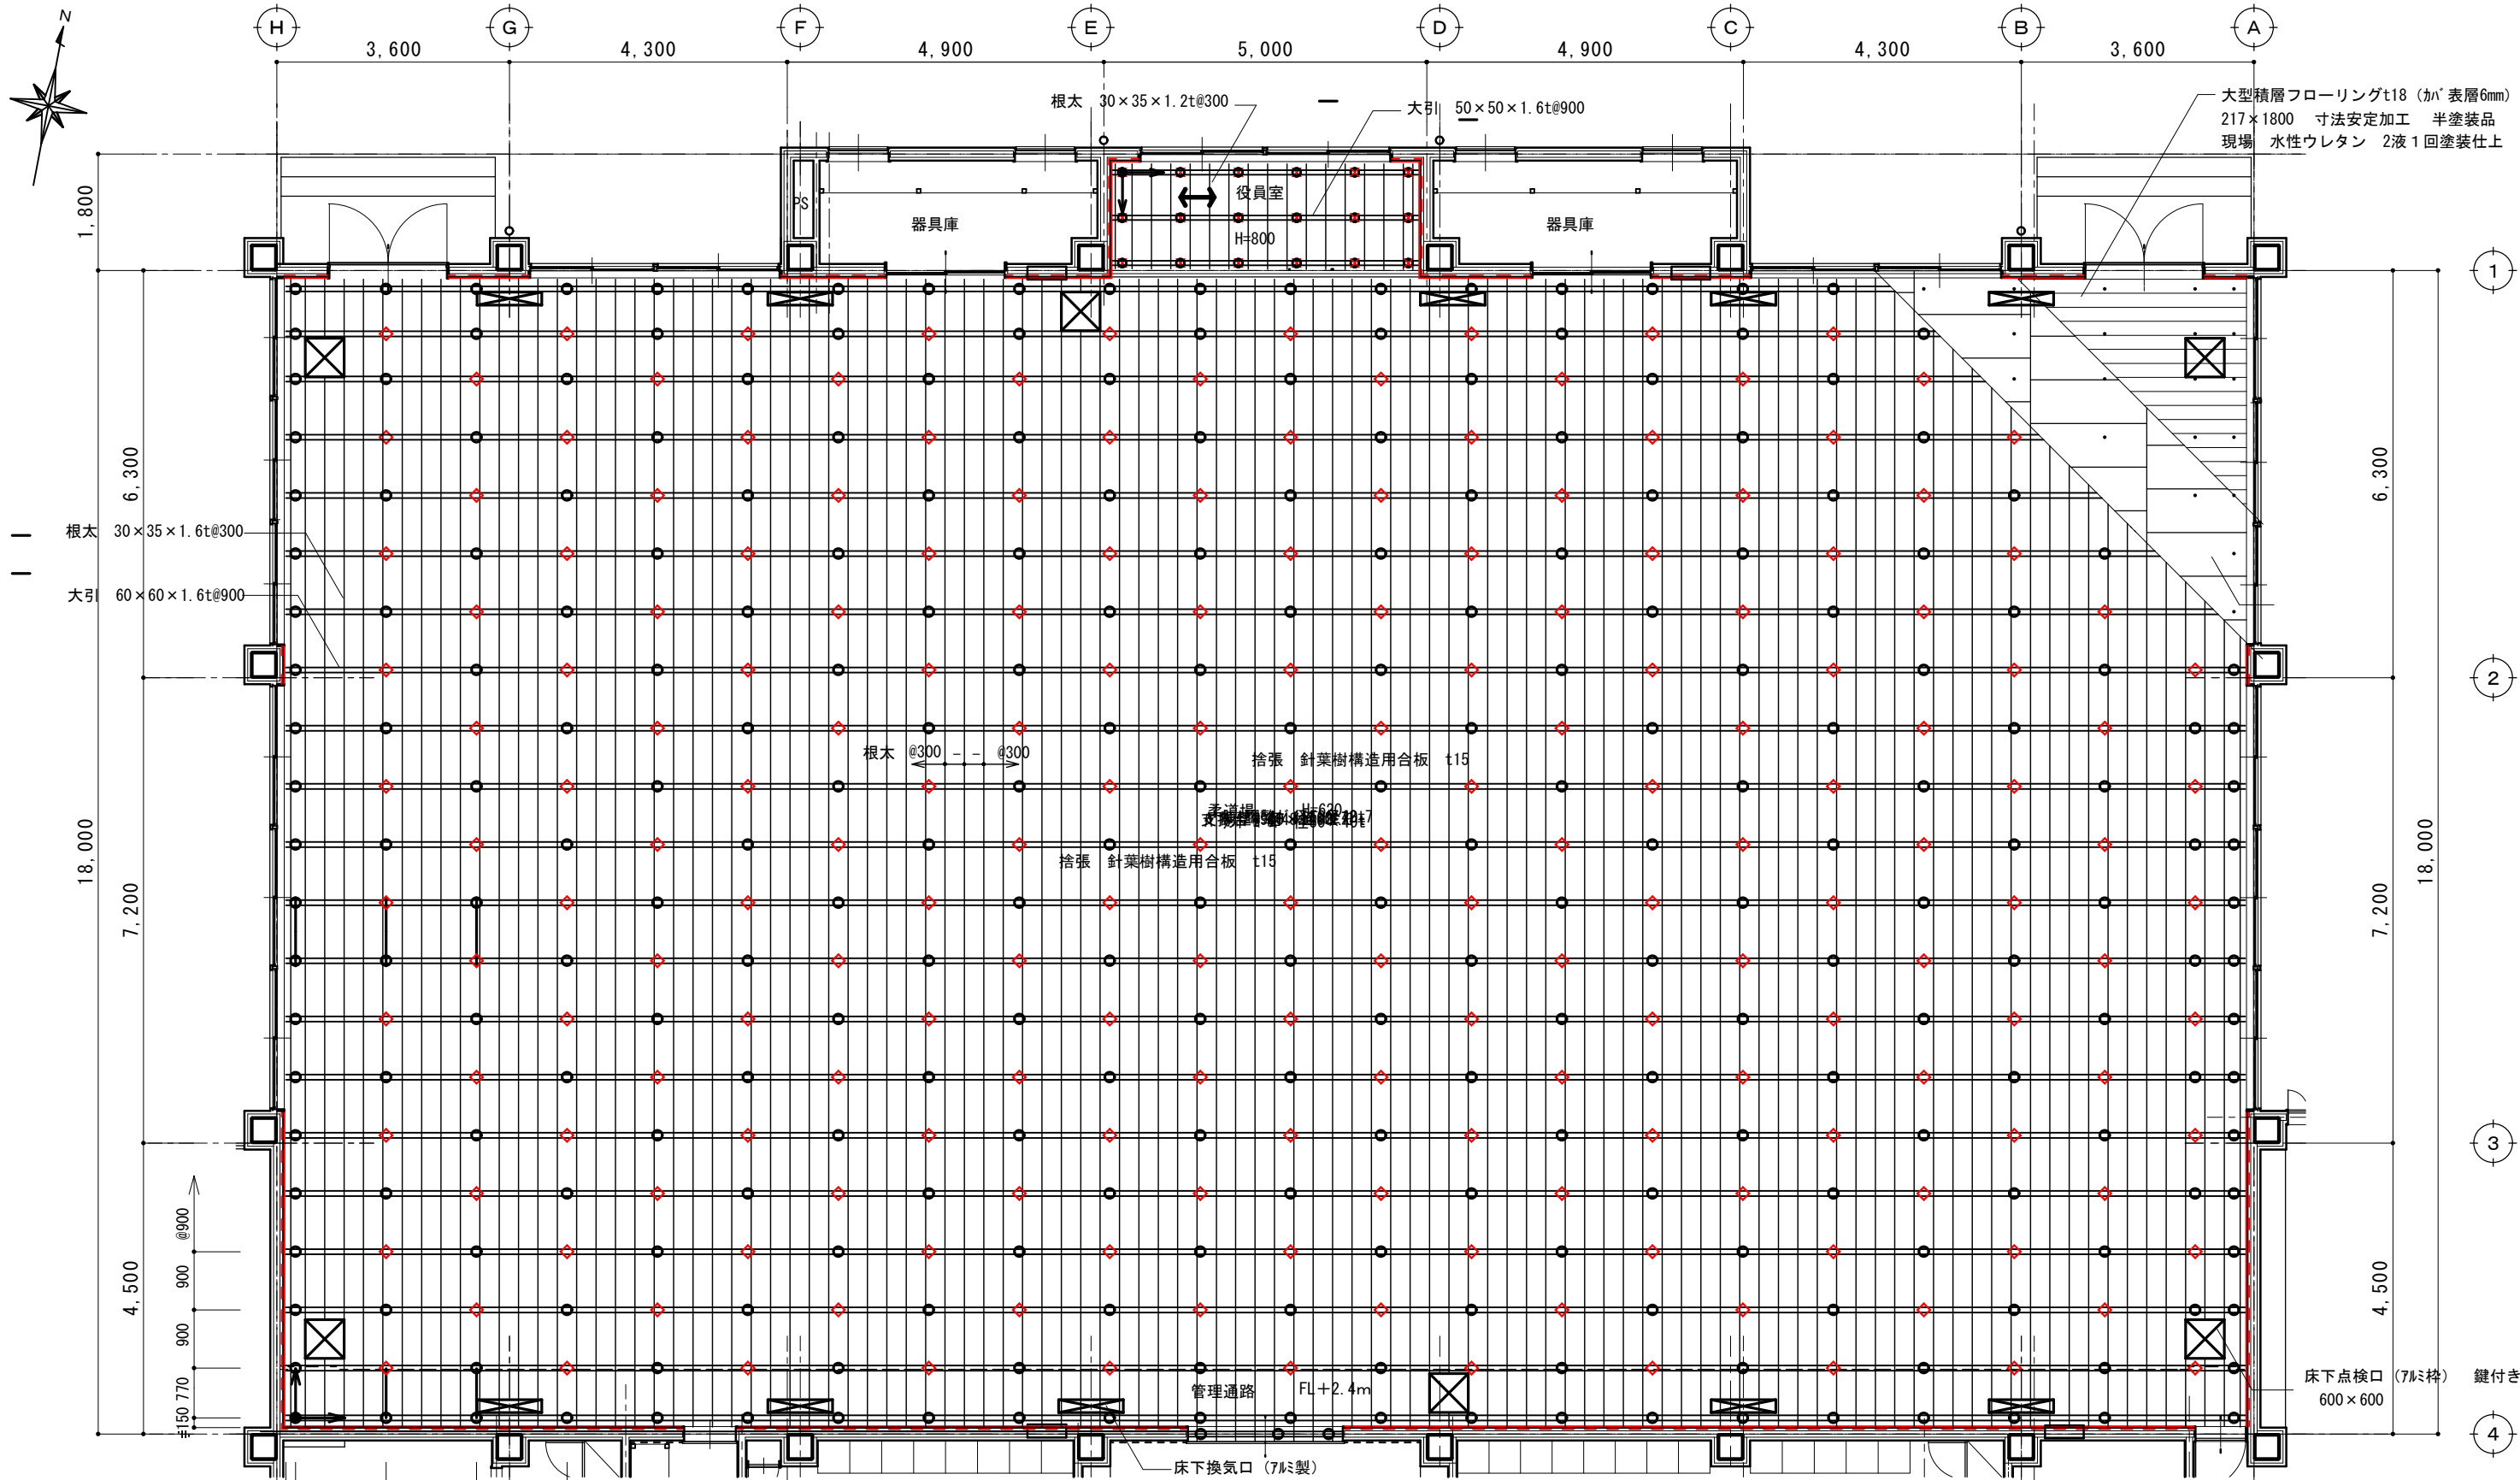 N
H
G
F
E
D
C
B
A
3,600
4,300
4,900
5,000
4,900
4,300
3,600
根太 30×35×1.2t@300
大引 50×50×1.6t@900
大型積層フローリングt18 (ｶﾊﾞ表層6mm)
217×1800 寸法安定加工 半塗装品
現場 水性ウレタン 2液1回塗装仕上
1,800
PS
器具庫
役員室
H=800
器具庫
1
6,300
6,300
根太 30×35×1.6t@300
大引 60×60×1.6t@900
2
根太 @300 - - @300
捨張 針葉樹構造用合板 t15
柔道場 H=620
捨張 針葉樹構造用合板 t15
18,000
7,200
7,200
18,000
3
@900
900
900
770
150
4,500
4,500
管理通路 FL+2.4m
床下点検口 (ｱﾙﾐ枠) 鍵付き
600×600
床下換気口 (ｱﾙﾐ製)
4